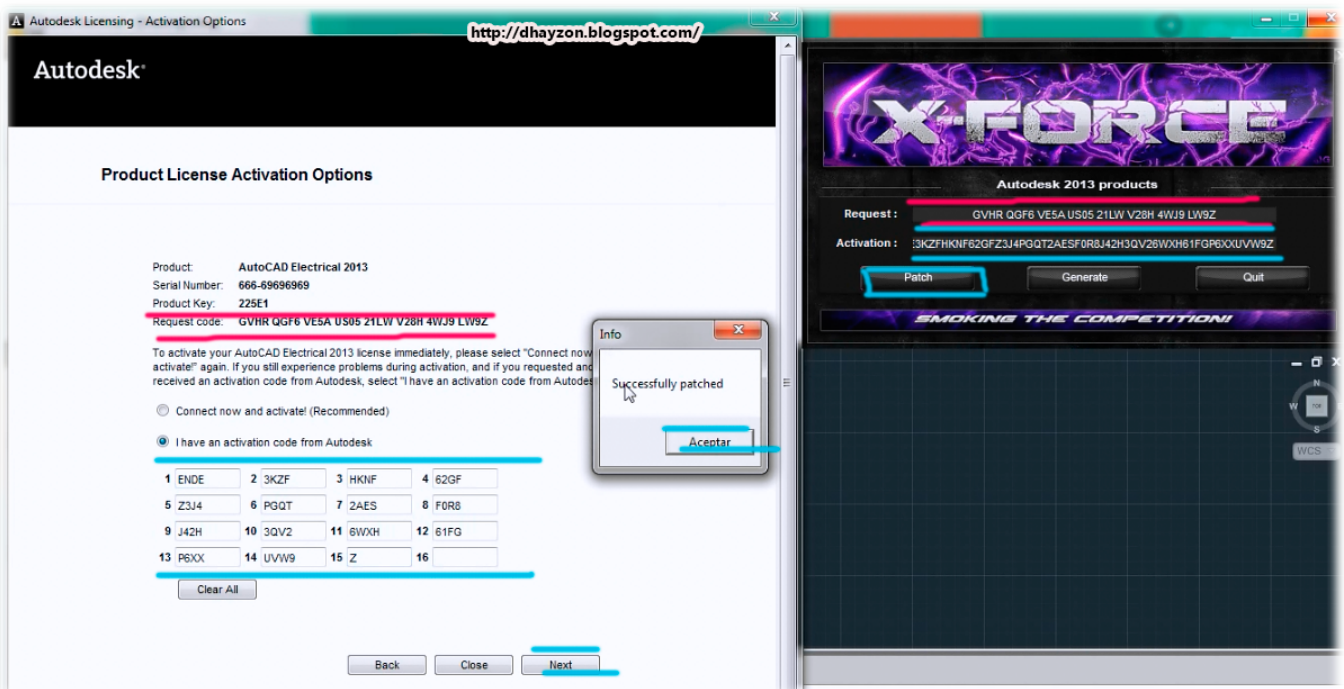 Autodesk Licensing - Activation Options
http://dhayzon.blogspot.com/
Autodesk
Product License Activation Options
Product: AutoCAD Electrical 2013
Serial Number: 666-69696969
Product Key: 225E1
Request code: GVHR QGF6 VE5A US05 21LW V28H 4WJ9 LW9Z
To activate your AutoCAD Electrical 2013 license immediately, please select "Connect now
activate!" again. If you still experience problems during activation, and if you requested and
received an activation code from Autodesk, select "I have an activation code from Autodes
Connect now and activate! (Recommended)
I have an activation code from Autodesk
1 ENDE 2 3KZF 3 HKNF 4 62GF
5 Z3J4 6 PGQT 7 2AES 8 F0R8
9 J42H 10 3QV2 11 6WXH 12 61FG
13 P6XX 14 UVW9 15 Z 16
Clear All
Back Close Next
Info
Successfully patched
Aceptar
X-FORCE
Autodesk 2013 products
Request : GVHR QGF6 VE5A US05 21LW V28H 4WJ9 LW9Z
Activation : 3KZFHKNF62GFZ3J4PGQT2AESF0R8J42H3QV26WXH61FGP6XXUVW9Z
Patch Generate Quit
SMOKING THE COMPETITION!
N
W TOP
S
WCS